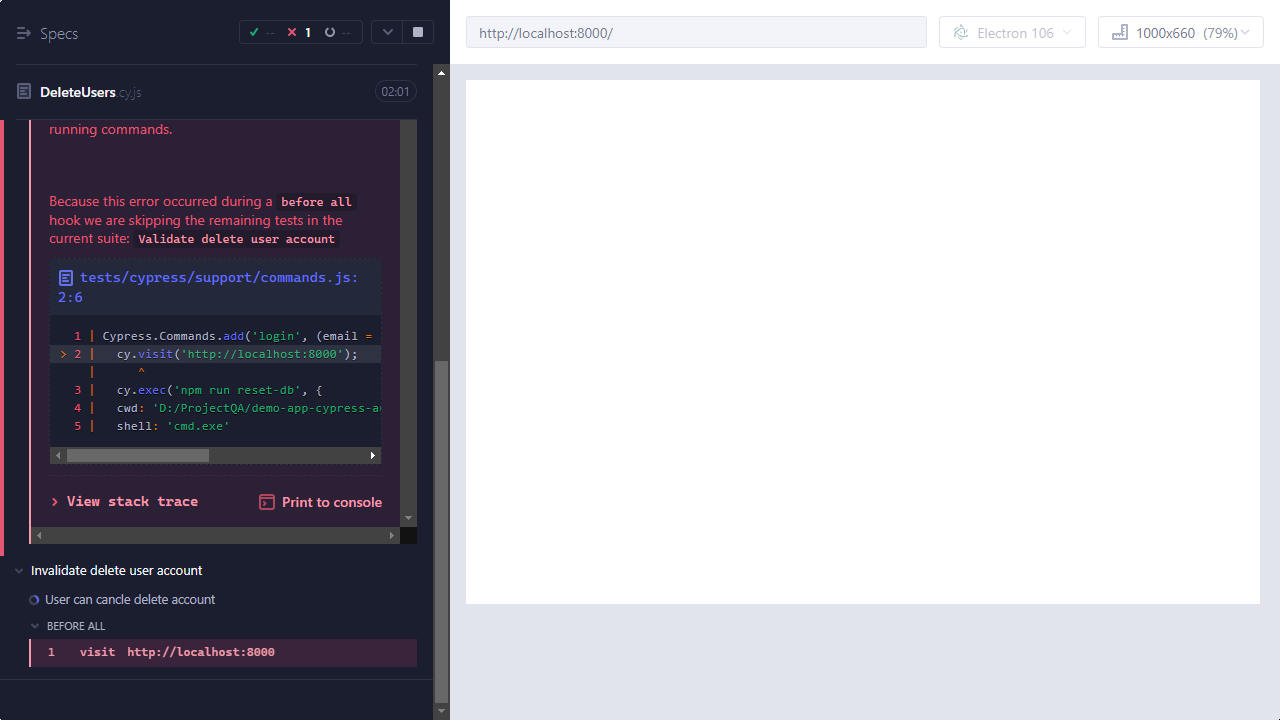 Specs
-- 1 --
DeleteUsers.cy.js
02:01
running commands.
Because this error occurred during a before all
hook we are skipping the remaining tests in the
current suite: Validate delete user account
tests/cypress/support/commands.js:
2:6
1 | Cypress.Commands.add('login', (email =
> 2 | cy.visit('http://localhost:8000');
| ^
3 | cy.exec('npm run reset-db', {
4 | cwd: 'D:/ProjectQA/demo-app-cypress-au
5 | shell: 'cmd.exe'
View stack trace
Print to console
Invalidate delete user account
User can cancle delete account
BEFORE ALL
1 visit http://localhost:8000
http://localhost:8000/
Electron 106
1000x660 (79%)